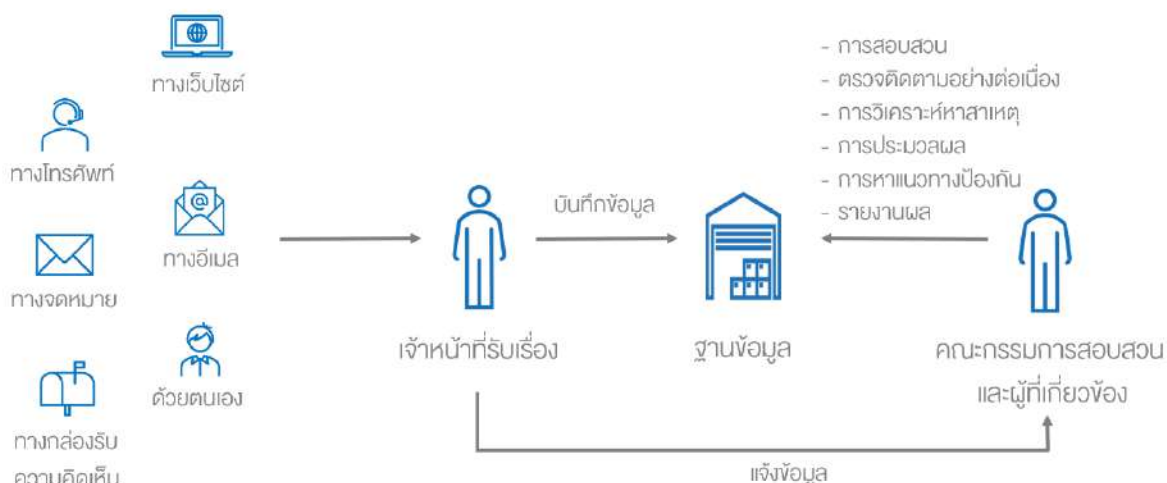 ทางเว็บไซต์
ทางโทรศัพท์
ทางอีเมล
ทางจดหมาย
ด้วยตนเอง
ทางกล่องรับ
ความคิดเห็น
เจ้าหน้าที่รับเรื่อง
บันทึกข้อมูล
ฐานข้อมูล
- การสอบสวน
- ตรวจติดตามอย่างต่อเนื่อง
- การวิเคราะห์หาสาเหตุ
- การประมวลผล
- การหาแนวทางป้องกัน
- รายงานผล
คณะกรรมการสอบสวน
และผู้ที่เกี่ยวข้อง
แจ้งข้อมูล